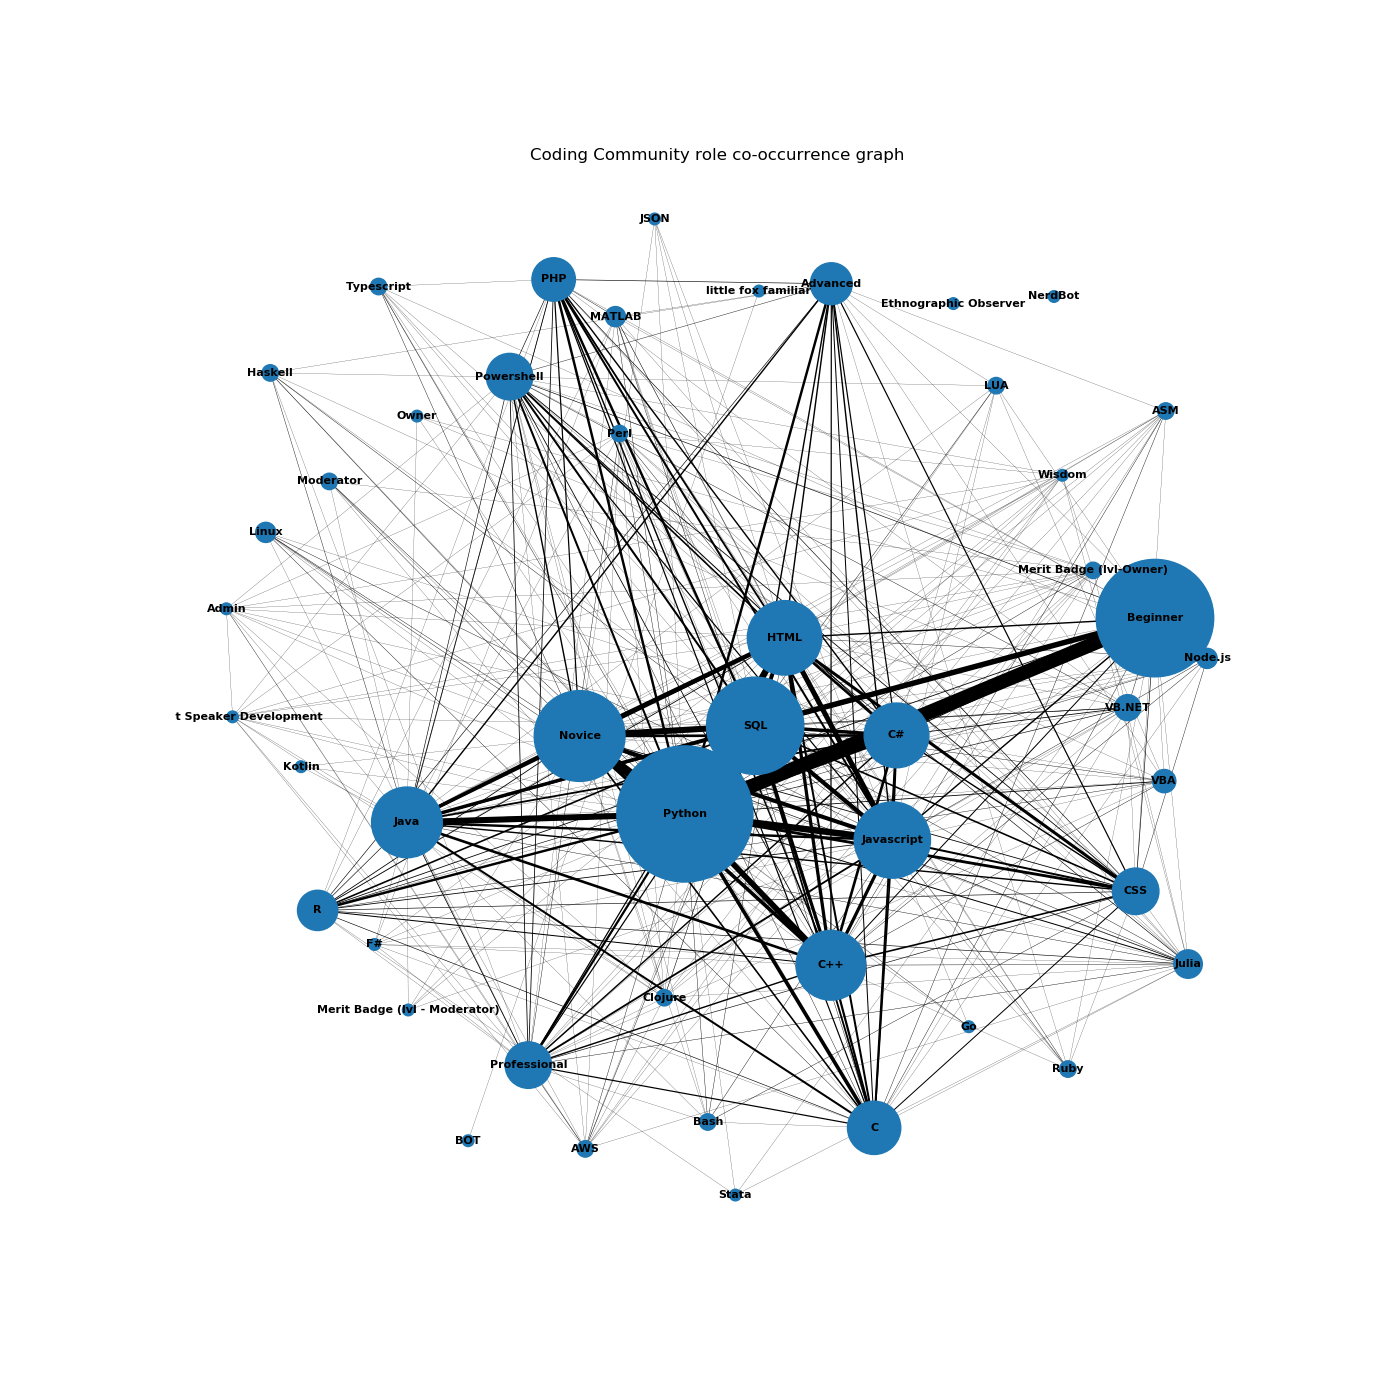 Coding Community role co-occurrence graph
JSON
PHP
Advanced
Typescript
little fox familiar
Ethnographic Observer
NerdBot
MATLAB
Haskell
Powershell
LUA
Owner
ASM
Perl
Moderator
Wisdom
Linux
Merit Badge (lvl-Owner)
Admin
Beginner
HTML
Node.js
t Speaker Development
VB.NET
SQL
Novice
C#
Kotlin
VBA
Python
Java
Javascript
CSS
R
F#
C++
Julia
Clojure
Merit Badge (lvl - Moderator)
Go
Professional
Ruby
Bash
C
BOT
AWS
Stata